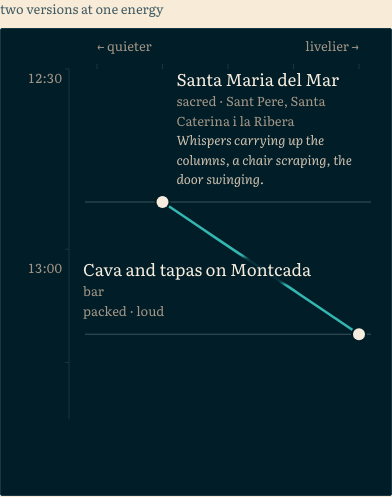 two versions at one energy
← quieter
livelier →
12:30
Santa Maria del Mar
sacred · Sant Pere, Santa
Caterina i la Ribera
Whispers carrying up the
columns, a chair scraping, the
door swinging.
13:00
Cava and tapas on Montcada
bar
packed · loud